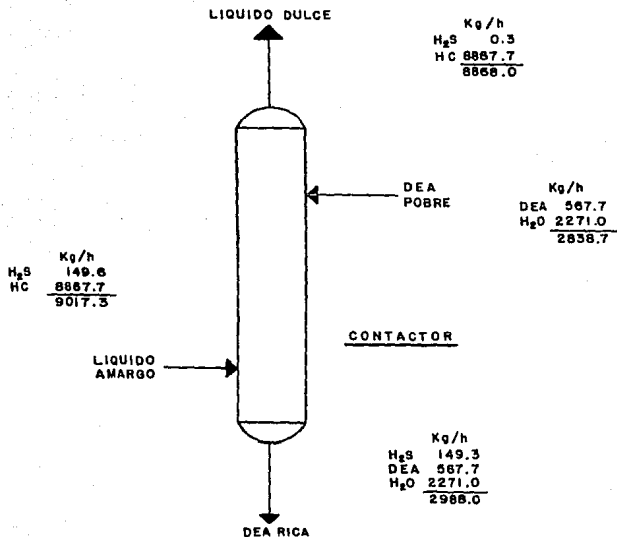 LIQUIDO DULCE
Kg/h
H₂S 0.3
HC 8867.7
8868.0
DEA
POBRE
Kg/h
DEA 567.7
H₂O 2271.0
2838.7
Kg/h
H₂S 149.6
HC 8867.7
9017.3
CONTACTOR
LIQUIDO
AMARGO
Kg/h
H₂S 149.3
DEA 567.7
H₂O 2271.0
2988.0
DEA RICA